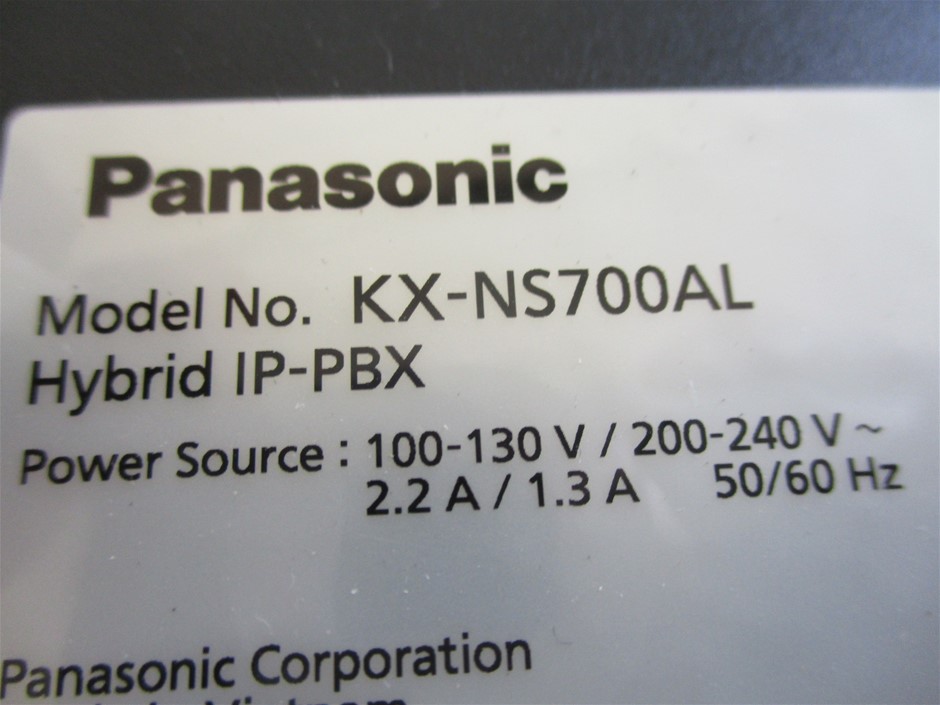 Panasonic
Model No. KX-NS700AL
Hybrid IP-PBX
Power Source : 100-130 V / 200-240 V ~
2.2 A / 1.3 A 50/60 Hz
Panasonic Corporation